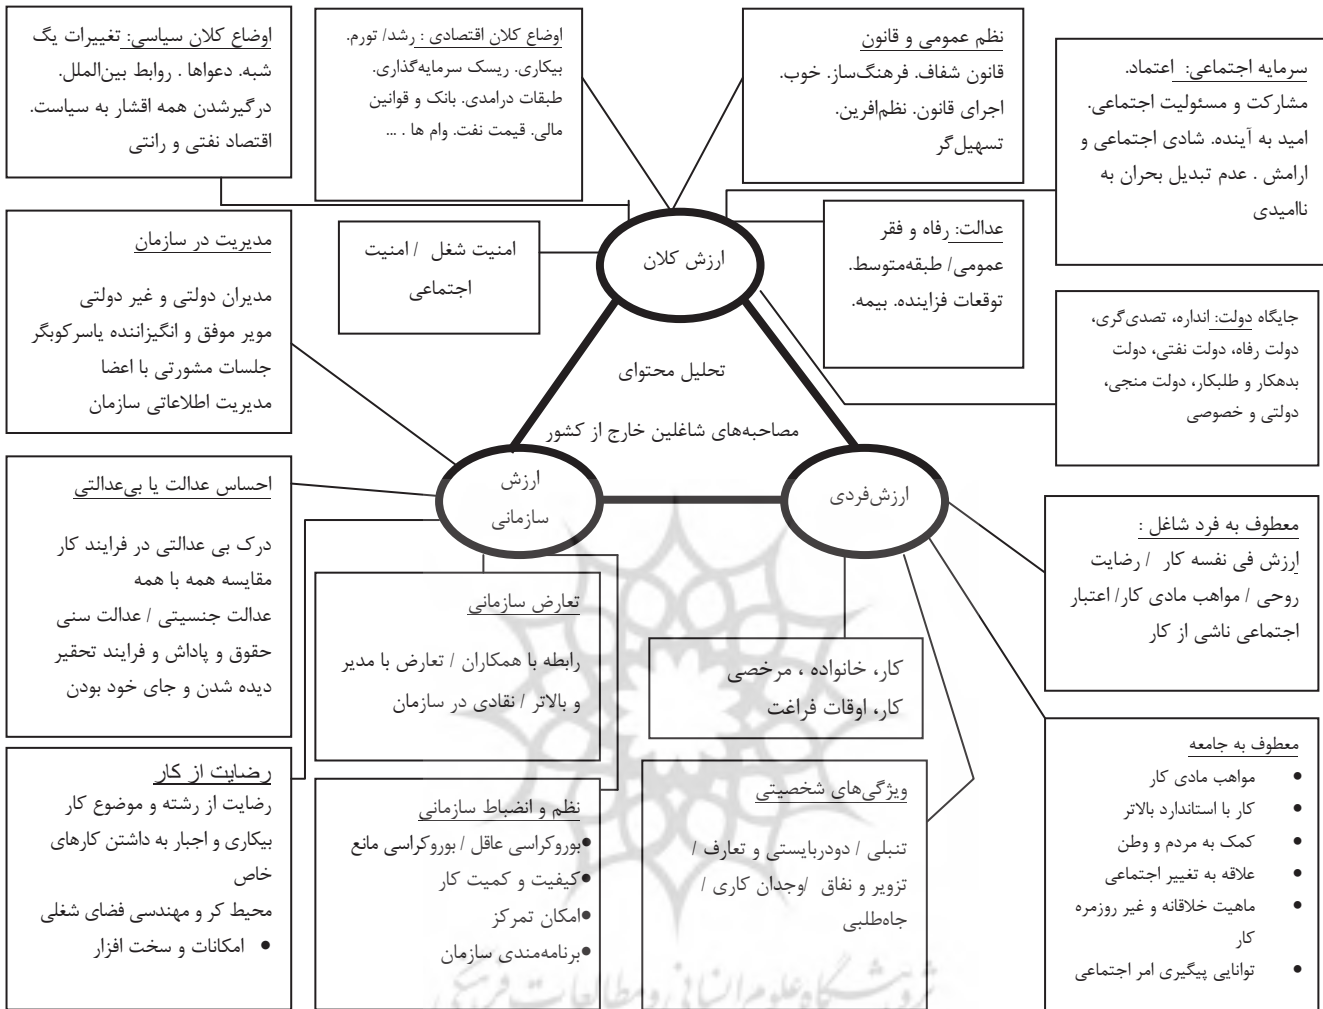 اوضاع کلان سیاسی: تغییرات یگ
شبه. دعواها . روابط بین‌الملل.
درگیرشدن همه اقشار به سیاست.
اقتصاد نفتی و رانتی
اوضاع کلان اقتصادی : رشد/ تورم.
بیکاری. ریسک سرمایه‌گذاری.
طبقات درامدی. بانک و قوانین
مالی. قیمت نفت. وام ها . ...
نظم عمومی و قانون
قانون شفاف. فرهنگ‌ساز. خوب.
اجرای قانون. نظم‌افرین.
تسهیل‌گر
سرمایه اجتماعی: اعتماد.
مشارکت و مسئولیت اجتماعی.
امید به آینده. شادی اجتماعی و
ارامش . عدم تبدیل بحران به
ناامیدی
امنیت شغل / امنیت
اجتماعی
ارزش کلان
عدالت: رفاه و فقر
عمومی/ طبقه‌متوسط.
توقعات فزاینده. بیمه.
جایگاه دولت: انداره، تصدی‌گری،
دولت رفاه، دولت نفتی، دولت
بدهکار و طلبکار، دولت منجی،
دولتی و خصوصی
مدیریت در سازمان
مدیران دولتی و غیر دولتی
مویر موفق و انگیزاننده یاسرکوبگر
جلسات مشورتی با اعضا
مدیریت اطلاعاتی سازمان
تحلیل محتوای
مصاحبه‌های شاغلین خارج از کشور
ارزش
سازمانی
ارزش‌فردی
احساس عدالت یا بی‌عدالتی
درک بی عدالتی در فرایند کار
مقایسه همه با همه
عدالت جنسیتی / عدالت سنی
حقوق و پاداش و فرایند تحقیر
دیده شدن و جای خود بودن
معطوف به فرد شاغل :
ارزش فی نفسه کار / رضایت
روحی / مواهب مادی کار/ اعتبار
اجتماعی ناشی از کار
تعارض سازمانی
رابطه با همکاران / تعارض با مدیر
و بالاتر / نقادی در سازمان
کار، خانواده ، مرخصی
کار، اوقات فراغت
رضایت از کار
رضایت از رشته و موضوع کار
بیکاری و اجبار به داشتن کارهای
خاص
محیط کر و مهندسی فضای شغلی
• امکانات و سخت افزار
نظم و انضباط سازمانی
•بوروکراسی عاقل / بوروکراسی مانع
•کیفیت و کمیت کار
•امکان تمرکز
•برنامه‌مندی سازمان
ویژگی‌های شخصیتی
تنبلی / دودربایستی و تعارف /
تزویر و نفاق /وجدان کاری /
جاه‌طلبی
معطوف به جامعه
• مواهب مادی کار
• کار با استاندارد بالاتر
• کمک به مردم و وطن
• علاقه به تغییر اجتماعی
• ماهیت خلاقانه و غیر روزمره
کار
• توانایی پیگیری امر اجتماعی
پژوهشگاه علوم انسانی و مطالعات فرهنگی